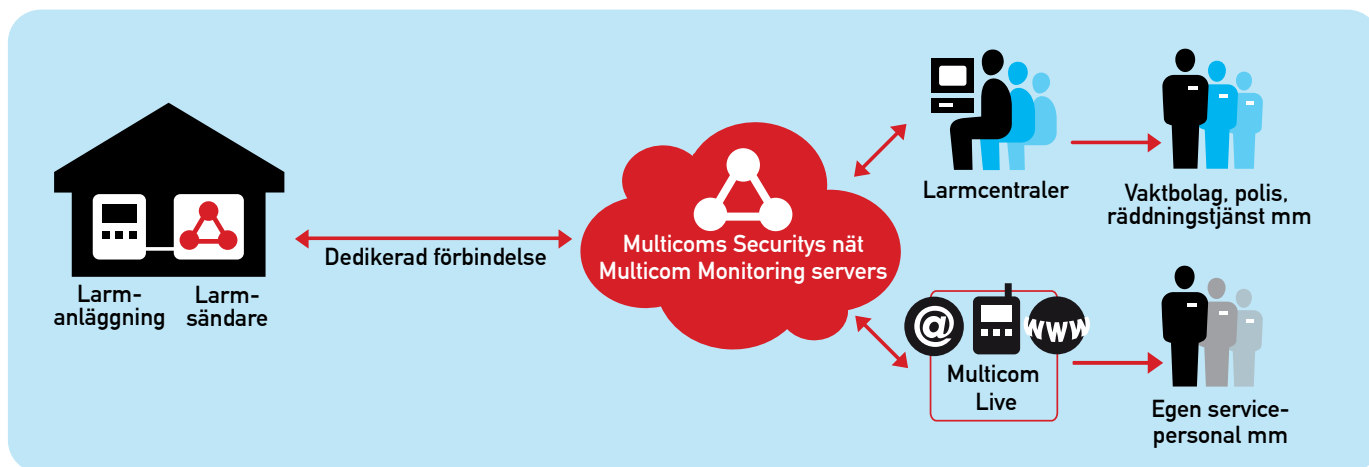 Larm-
anläggning
Larm-
sändare
Dedikerad förbindelse
Multicoms Securitys nät
Multicom Monitoring servers
Larmcentraler
Vaktbolag, polis,
räddningstjänst mm
@
www
Multicom
Live
Egen service-
personal mm